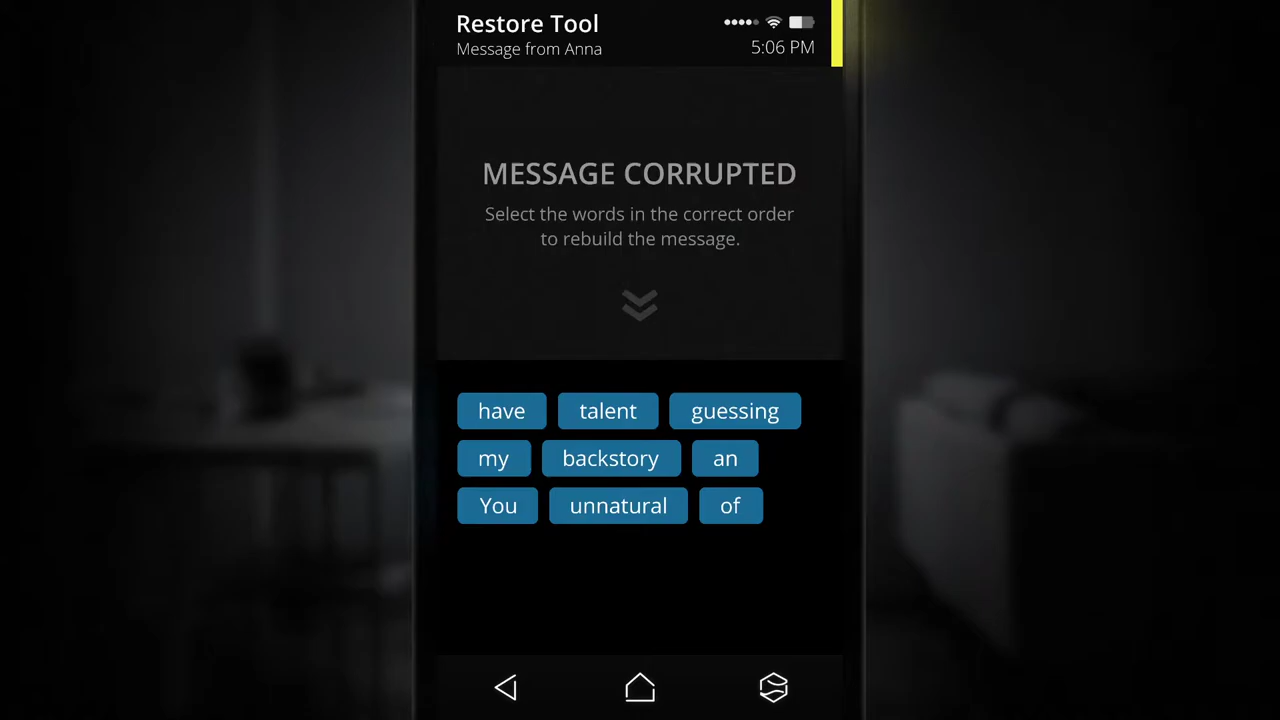 Restore Tool
Message from Anna
5:06 PM
MESSAGE CORRUPTED
Select the words in the correct order
to rebuild the message.
have talent guessing
my backstory an
You unnatural of